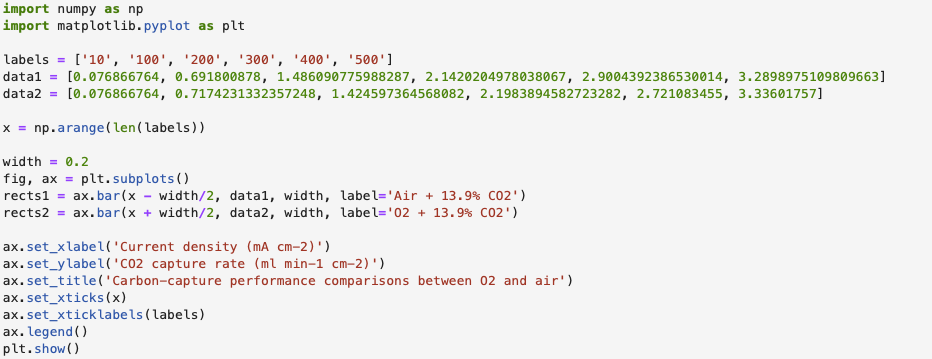 import numpy as np
import matplotlib.pyplot as plt
labels = ['10', '100', '200', '300', '400', '500']
data1 = [0.076866764, 0.691800878, 1.486090775988287, 2.1420204978038067, 2.9004392386530014, 3.2898975109809663]
data2 = [0.076866764, 0.7174231332357248, 1.424597364568082, 2.1983894582723282, 2.721083455, 3.33601757]
x = np.arange(len(labels))
width = 0.2
fig, ax = plt.subplots()
rects1 = ax.bar(x - width/2, data1, width, label='Air + 13.9% CO2')
rects2 = ax.bar(x + width/2, data2, width, label='O2 + 13.9% CO2')
ax.set_xlabel('Current density (mA cm-2)')
ax.set_ylabel('CO2 capture rate (ml min-1 cm-2)')
ax.set_title('Carbon-capture performance comparisons between O2 and air')
ax.set_xticks(x)
ax.set_xticklabels(labels)
ax.legend()
plt.show()